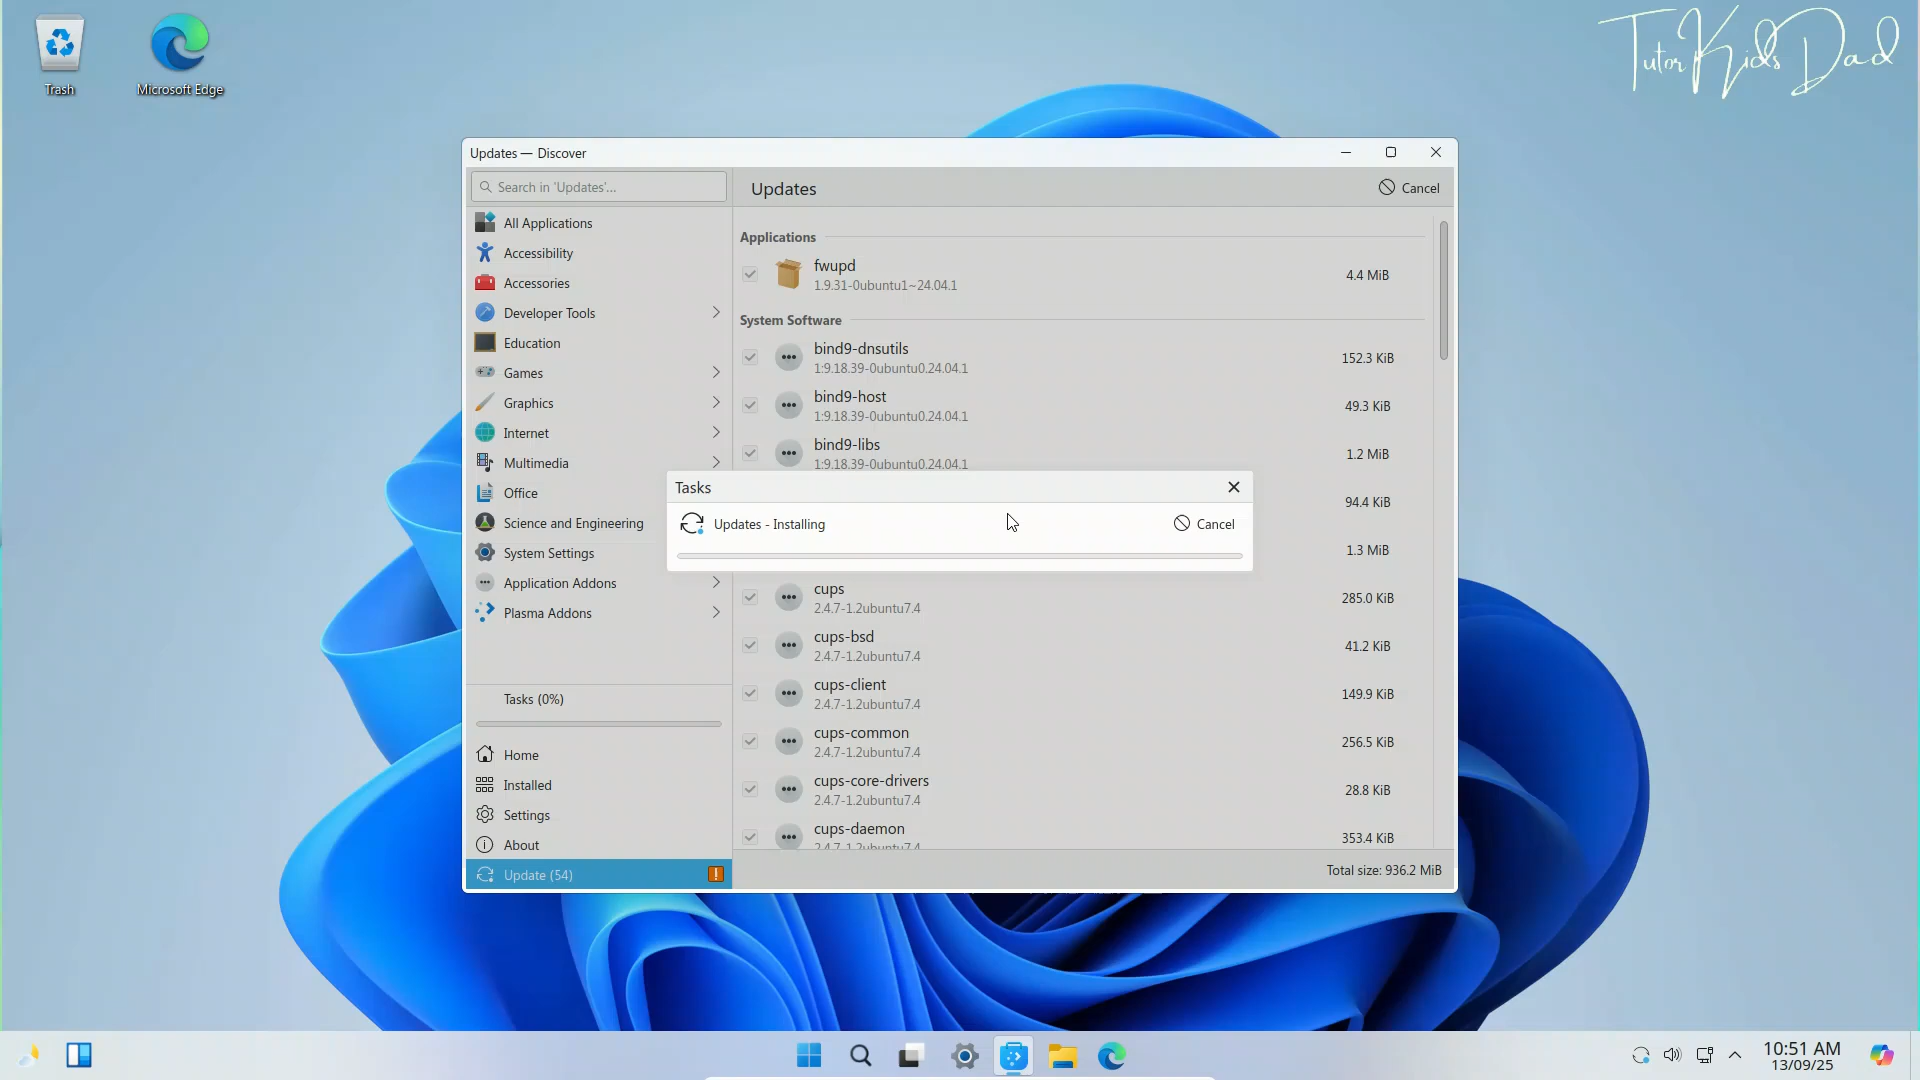 Trash
Microsoft Edge
TutorKidsDad
Updates — Discover
Search in 'Updates'...
Updates
Cancel
All Applications
Accessibility
Accessories
Developer Tools
Education
Games
Graphics
Internet
Multimedia
Office
Science and Engineering
System Settings
Application Addons
Plasma Addons
Tasks (0%)
Home
Installed
Settings
About
Update (54)
Applications
fwupd
4.4 MiB
1.9.31-0ubuntu1~24.04.1
System Software
bind9-dnsutils
152.3 KiB
1:9.18.39-0ubuntu0.24.04.1
bind9-host
49.3 KiB
1:9.18.39-0ubuntu0.24.04.1
bind9-libs
1.2 MiB
1:9.18.39-0ubuntu0.24.04.1
Tasks
Updates - Installing
Cancel
94.4 KiB
1.3 MiB
cups
285.0 KiB
2.4.7-1.2ubuntu7.4
cups-bsd
41.2 KiB
2.4.7-1.2ubuntu7.4
cups-client
149.9 KiB
2.4.7-1.2ubuntu7.4
cups-common
256.5 KiB
2.4.7-1.2ubuntu7.4
cups-core-drivers
28.8 KiB
2.4.7-1.2ubuntu7.4
cups-daemon
353.4 KiB
2.4.7-1.2ubuntu7.4
Total size: 936.2 MiB
10:51 AM
13/09/25